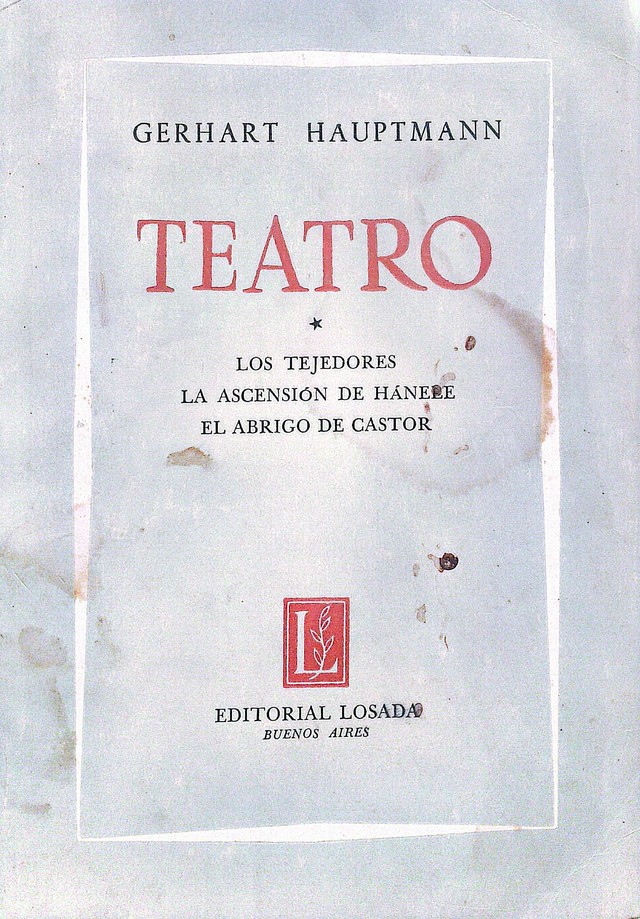 GERHART HAUPTMANN
TEATRO
LOS TEJEDORES
LA ASCENSIÓN DE HÁNELE
EL ABRIGO DE CASTOR
L
EDITORIAL LOSADA
BUENOS AIRES